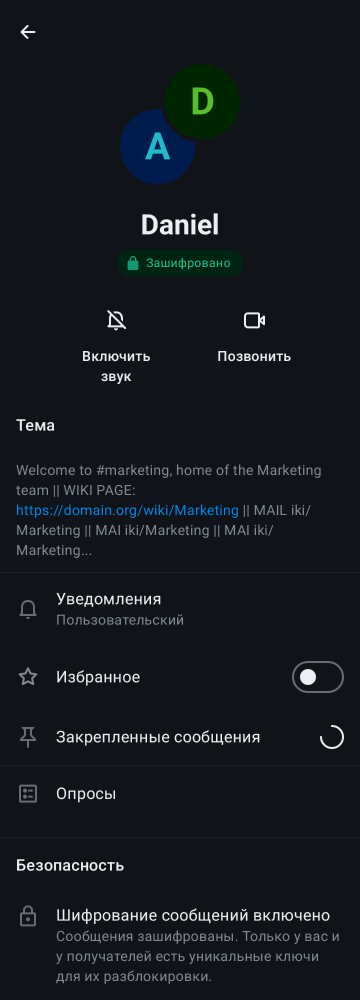 D
A
Daniel
Зашифровано
Включить
звук
Позвонить
Тема
Welcome to #marketing, home of the Marketing
team || WIKI PAGE:
https://domain.org/wiki/Marketing || MAIL iki/
Marketing || MAI iki/Marketing || MAI iki/
Marketing...
Уведомления
Пользовательский
Избранное
Закрепленные сообщения
Опросы
Безопасность
Шифрование сообщений включено
Сообщения зашифрованы. Только у вас и
у получателей есть уникальные ключи
для их разблокировки.